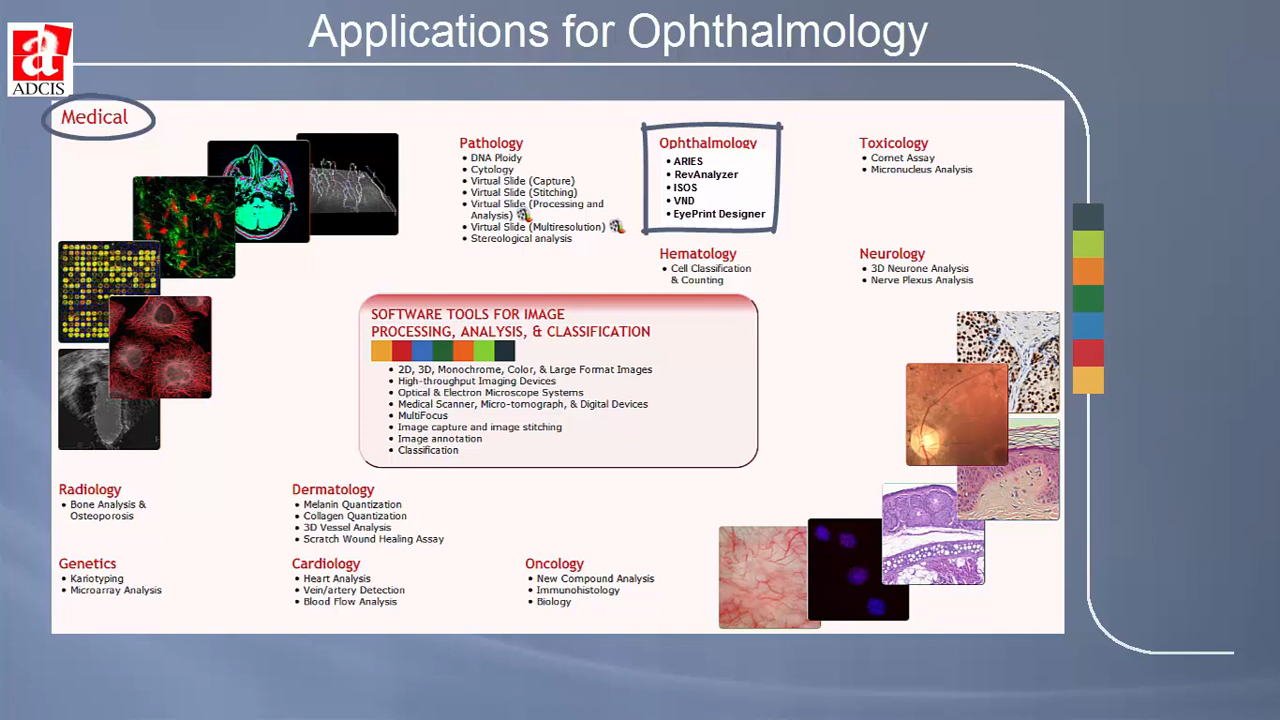 Applications for Ophthalmology
a
ADCIS
Medical
Pathology
• DNA Ploidy
• Cytology
• Virtual Slide (Capture)
• Virtual Slide (Stitching)
• Virtual Slide (Processing and
Analysis)
• Virtual Slide (Multiresolution)
• Stereological analysis
Ophthalmology
• ARIES
• RevAnalyzer
• ISOS
• VND
• EyePrint Designer
Toxicology
• Comet Assay
• Micronucleus Analysis
Hematology
• Cell Classification
& Counting
Neurology
• 3D Neurone Analysis
• Nerve Plexus Analysis
SOFTWARE TOOLS FOR IMAGE
PROCESSING, ANALYSIS, & CLASSIFICATION
• 2D, 3D, Monochrome, Color, & Large Format Images
• High-throughput Imaging Devices
• Optical & Electron Microscope Systems
• Medical Scanner, Micro-tomograph, & Digital Devices
• MultiFocus
• Image capture and image stitching
• Image annotation
• Classification
Radiology
• Bone Analysis &
Osteoporosis
Dermatology
• Melanin Quantization
• Collagen Quantization
• 3D Vessel Analysis
• Scratch Wound Healing Assay
Genetics
• Kariotyping
• Microarray Analysis
Cardiology
• Heart Analysis
• Vein/artery Detection
• Blood Flow Analysis
Oncology
• New Compound Analysis
• Immunohistology
• Biology